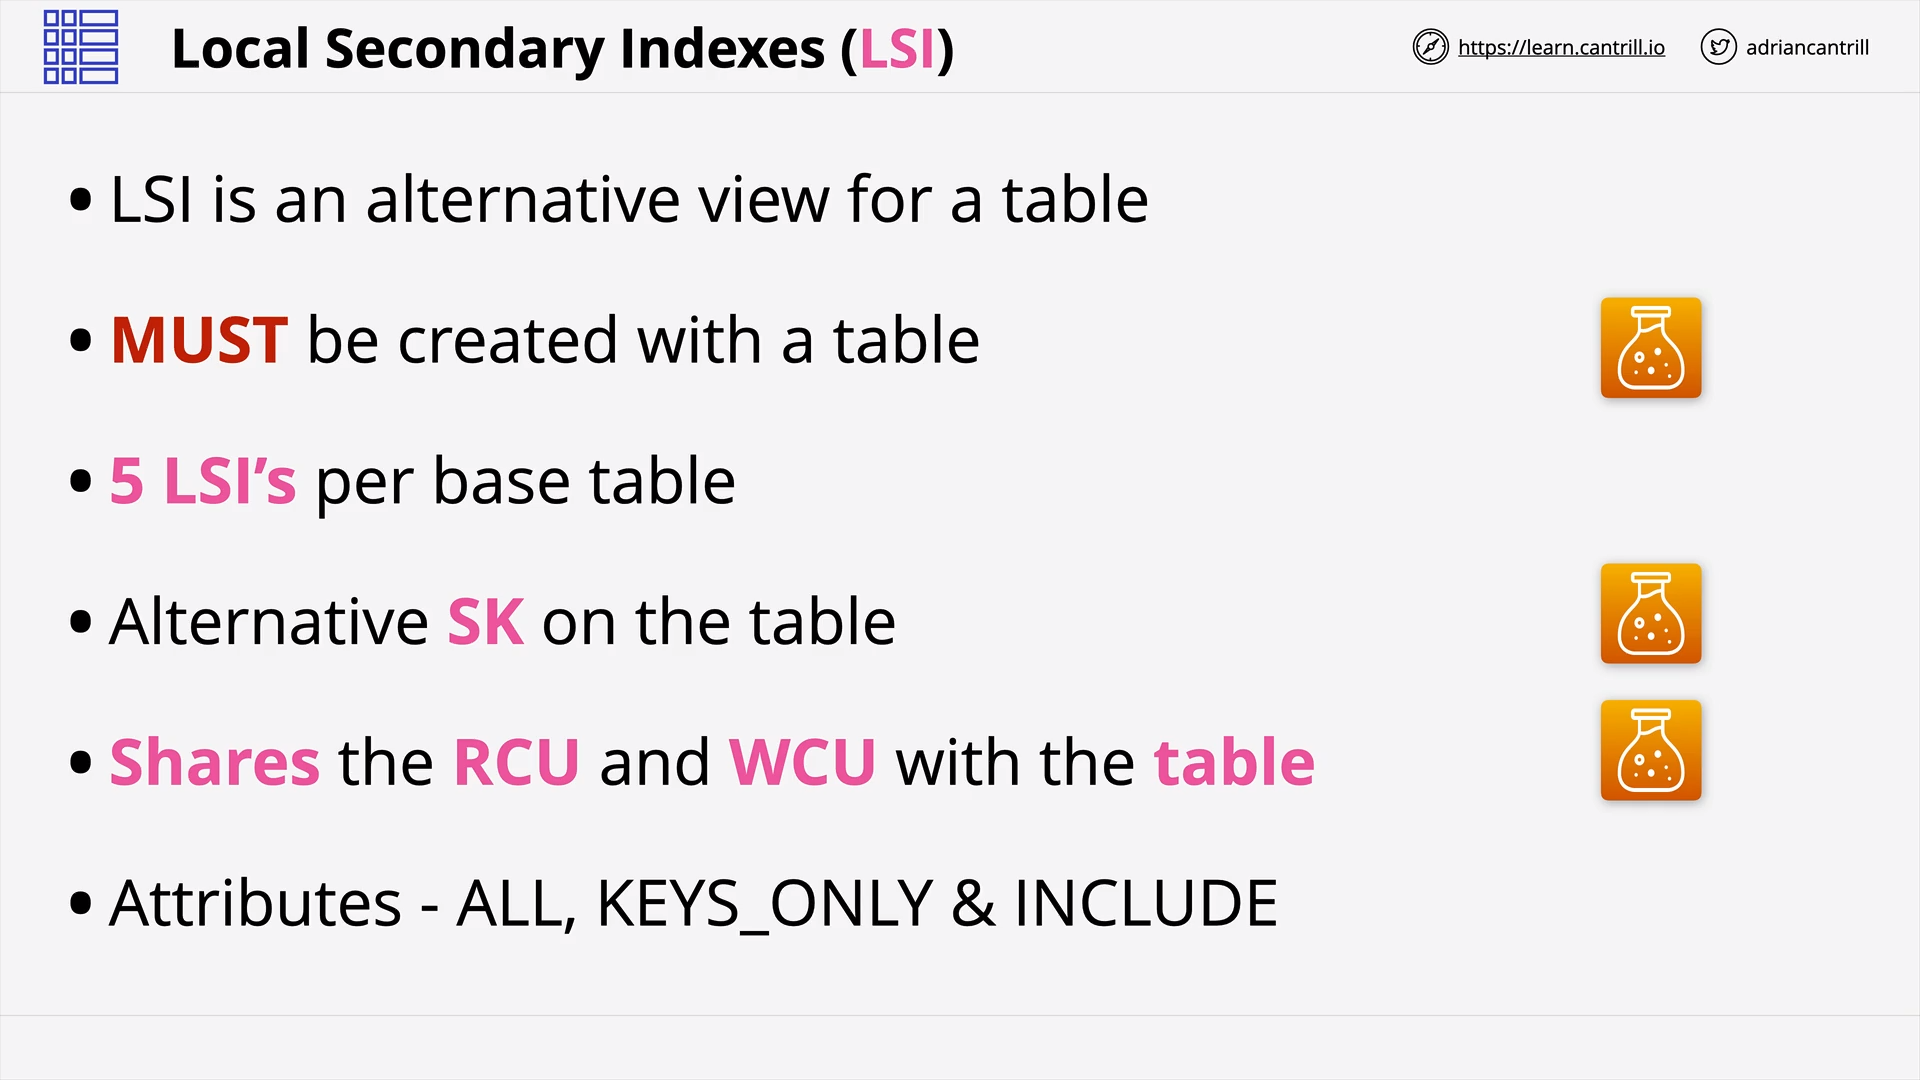 Local Secondary Indexes (LSI)
https://learn.cantrill.io
adriancantrill
• LSI is an alternative view for a table
• MUST be created with a table
• 5 LSI’s per base table
• Alternative SK on the table
• Shares the RCU and WCU with the table
• Attributes - ALL, KEYS_ONLY & INCLUDE